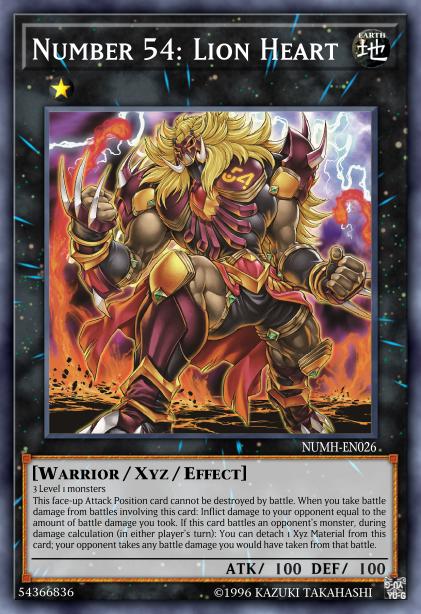 NUMBER 54: LION HEART
EARTH
地
54
NUMH-EN026
[WARRIOR / XYZ / EFFECT]
3 Level 1 monsters
This face-up Attack Position card cannot be destroyed by battle. When you take battle
damage from battles involving this card: Inflict damage to your opponent equal to the
amount of battle damage you took. If this card battles an opponent's monster, during
damage calculation (in either player's turn): You can detach 1 Xyz Material from this
card; your opponent takes any battle damage you would have taken from that battle.
ATK/ 100 DEF/ 100
54366836
©1996 KAZUKI TAKAHASHI